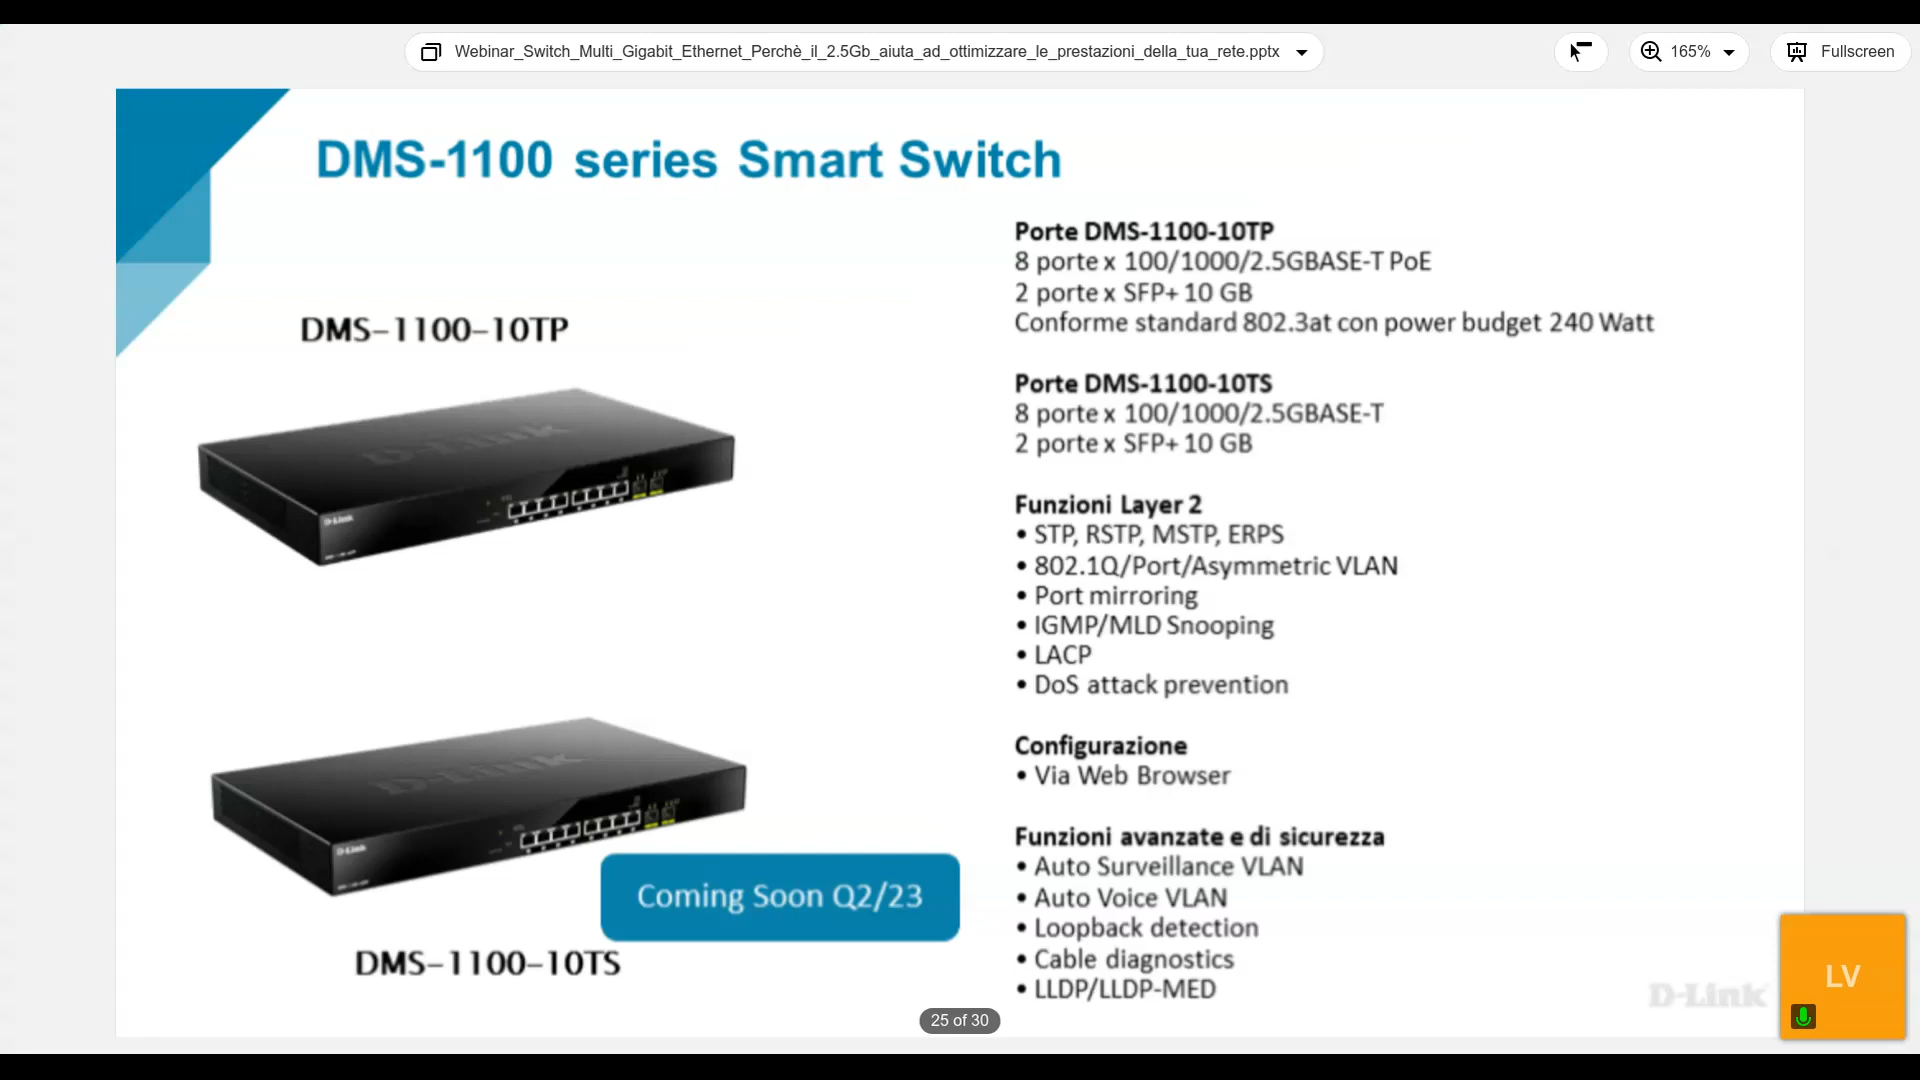 Webinar_Switch_Multi_Gigabit_Ethernet_Perchè_il_2.5Gb_aiuta_ad_ottimizzare_le_prestazioni_della_tua_rete.pptx
165%
Fullscreen
DMS-1100 series Smart Switch
DMS-1100-10TP
D-Link
D-Link
D-Link
D-Link
Coming Soon Q2/23
DMS-1100-10TS
Porte DMS-1100-10TP
8 porte x 100/1000/2.5GBASE-T PoE
2 porte x SFP+ 10 GB
Conforme standard 802.3at con power budget 240 Watt
Porte DMS-1100-10TS
8 porte x 100/1000/2.5GBASE-T
2 porte x SFP+ 10 GB
Funzioni Layer 2
• STP, RSTP, MSTP, ERPS
• 802.1Q/Port/Asymmetric VLAN
• Port mirroring
• IGMP/MLD Snooping
• LACP
• DoS attack prevention
Configurazione
• Via Web Browser
Funzioni avanzate e di sicurezza
• Auto Surveillance VLAN
• Auto Voice VLAN
• Loopback detection
• Cable diagnostics
• LLDP/LLDP-MED
D-Link
LV
25 of 30